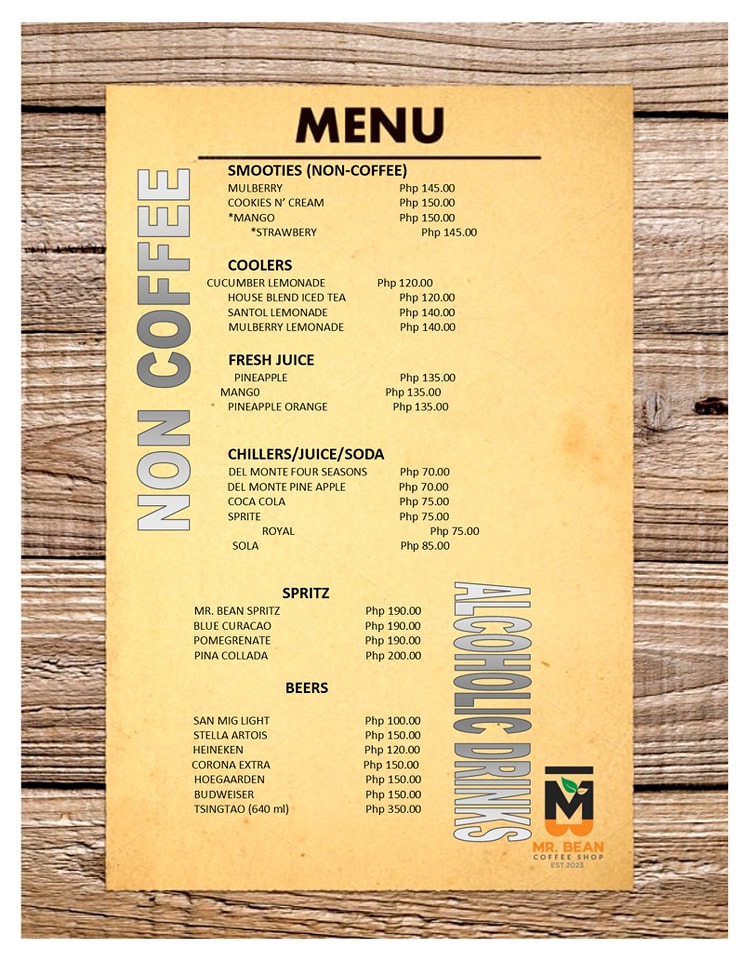 MENU
NON COFFEE
SMOOTIES (NON-COFFEE)
MULBERRY Php 145.00
COOKIES N’ CREAM Php 150.00
*MANGO Php 150.00
*STRAWBERY Php 145.00
COOLERS
CUCUMBER LEMONADE Php 120.00
HOUSE BLEND ICED TEA Php 120.00
SANTOL LEMONADE Php 140.00
MULBERRY LEMONADE Php 140.00
FRESH JUICE
PINEAPPLE Php 135.00
MANG0 Php 135.00
PINEAPPLE ORANGE Php 135.00
CHILLERS/JUICE/SODA
DEL MONTE FOUR SEASONS Php 70.00
DEL MONTE PINE APPLE Php 70.00
COCA COLA Php 75.00
SPRITE Php 75.00
ROYAL Php 75.00
SOLA Php 85.00
ALCOHOLIC DRINKS
SPRITZ
MR. BEAN SPRITZ Php 190.00
BLUE CURACAO Php 190.00
POMEGRENATE Php 190.00
PINA COLLADA Php 200.00
BEERS
SAN MIG LIGHT Php 100.00
STELLA ARTOIS Php 150.00
HEINEKEN Php 120.00
CORONA EXTRA Php 150.00
HOEGAARDEN Php 150.00
BUDWEISER Php 150.00
TSINGTAO (640 ml) Php 350.00
MR. BEAN
COFFEE SHOP
EST.2023